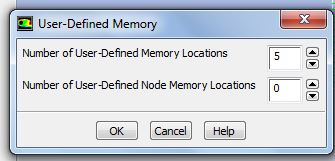 User-Defined Memory
Number of User-Defined Memory Locations 5
Number of User-Defined Node Memory Locations 0
OK Cancel Help